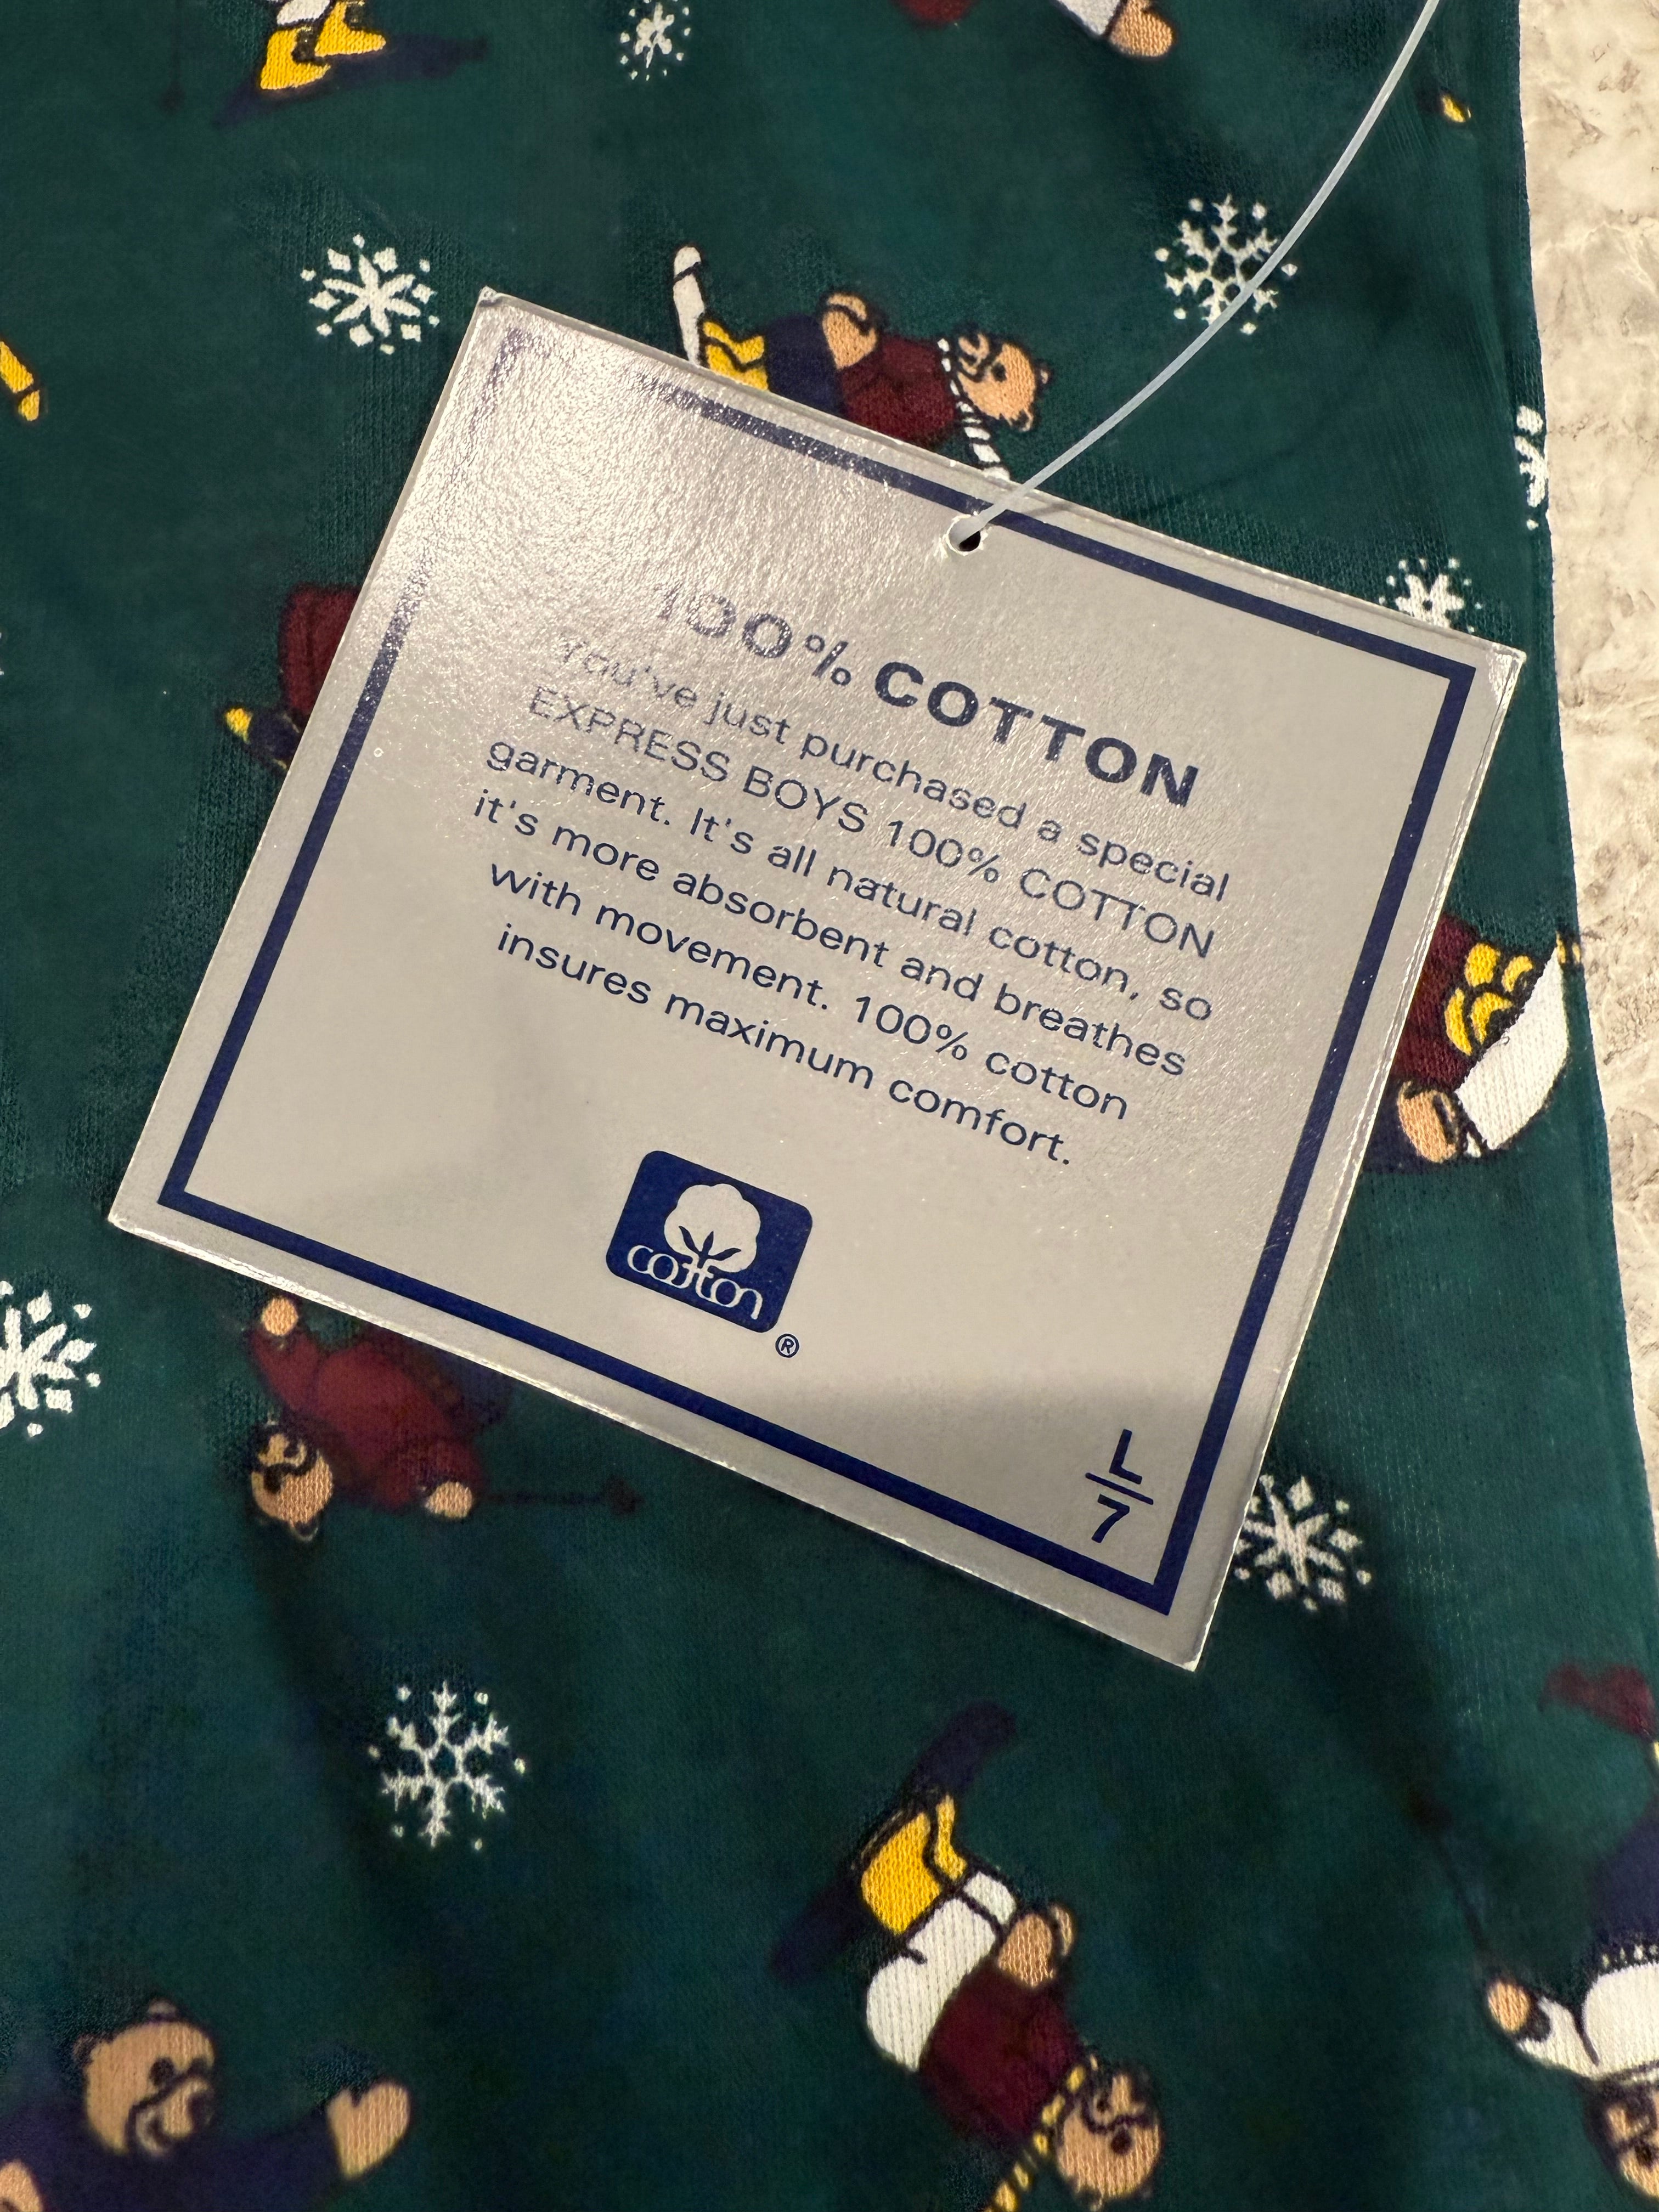 100% COTTON
You've just purchased a special
EXPRESS BOYS 100% COTTON
garment. It's all natural cotton, so
it's more absorbent and breathes
with movement. 100% cotton
insures maximum comfort.
cotton
®
L
7